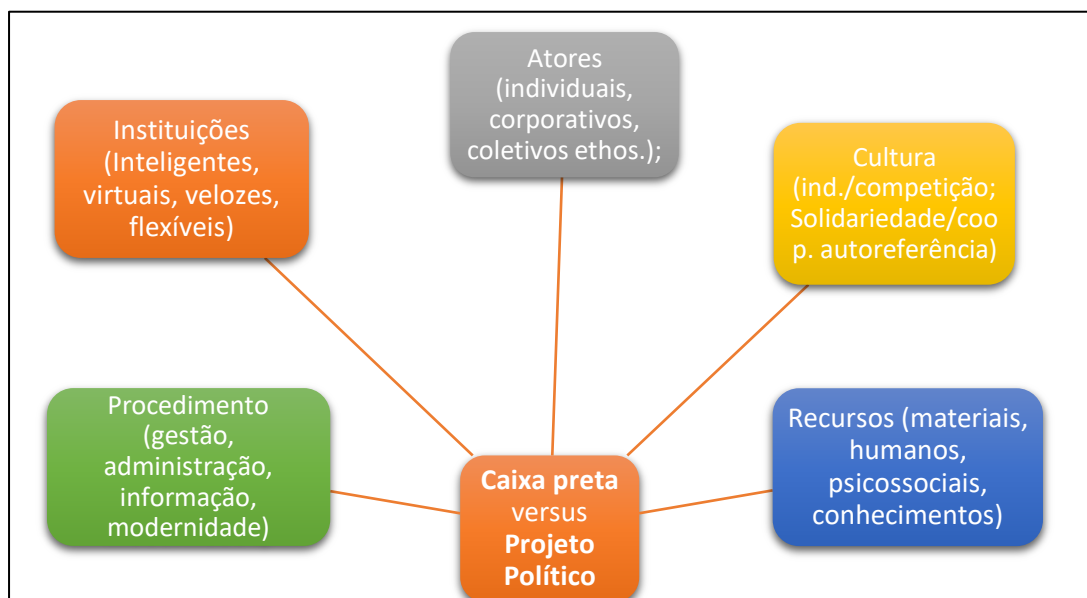 Atores
(individuais,
corporativos,
coletivos ethos.);
Instituições
(Inteligentes,
virtuais, velozes,
flexíveis)
Cultura
(ind./competição;
Solidariedade/coo
p. autoreferência)
Procedimento
(gestão,
administração,
informação,
modernidade)
Recursos (materiais,
humanos,
psicossociais,
conhecimentos)
Caixa preta
versus
Projeto
Político